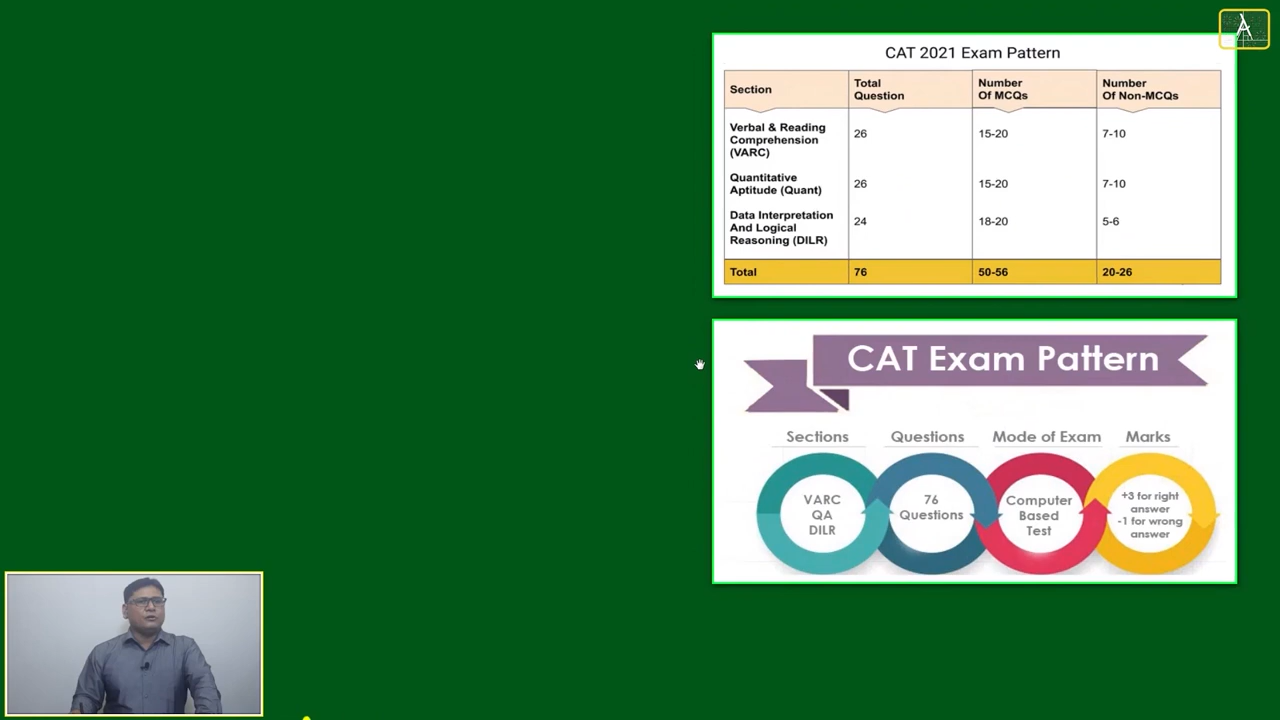 A
CAT 2021 Exam Pattern
Section
Total
Question
Number
Of MCQs
Number
Of Non-MCQs
Verbal & Reading
Comprehension
(VARC)
26
15-20
7-10
Quantitative
Aptitude (Quant)
26
15-20
7-10
Data Interpretation
And Logical
Reasoning (DILR)
24
18-20
5-6
Total
76
50-56
20-26
CAT Exam Pattern
Sections
Questions
Mode of Exam
Marks
VARC
QA
DILR
76
Questions
Computer
Based
Test
+3 for right
answer
-1 for wrong
answer